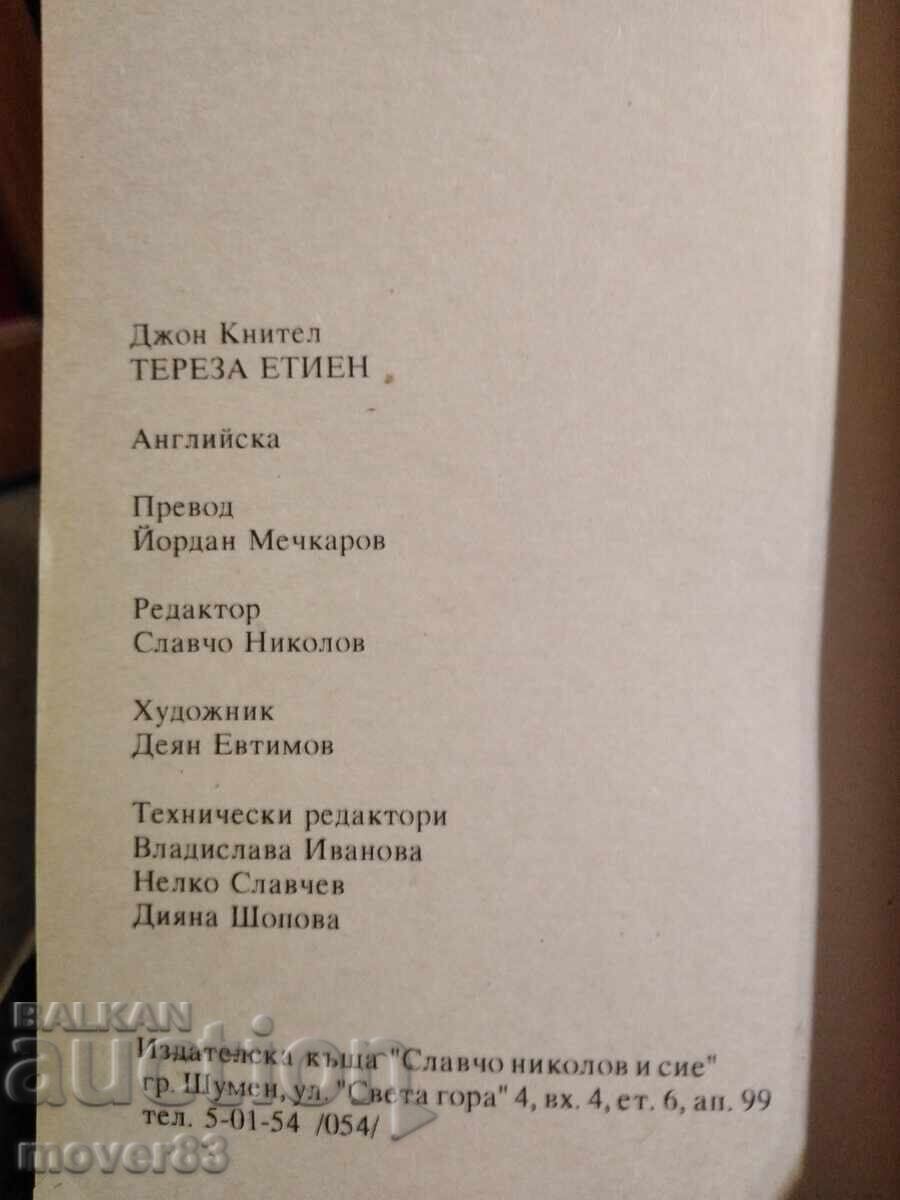 Джон Кнител
ТЕРЕЗА ЕТИЕН
Английска
Превод
Йордан Мечкаров
Редактор
Славчо Николов
Художник
Деян Евтимов
Технически редактори
Владислава Иванова
Нелко Славчев
Дияна Шопова
Издателска къща "Славчо николов и сие"
гр. Шумен, ул. "Света гора" 4, вх. 4, ет. 6, ап. 99
тел. 5-01-54 /054/
BALKAN
auction
mover83